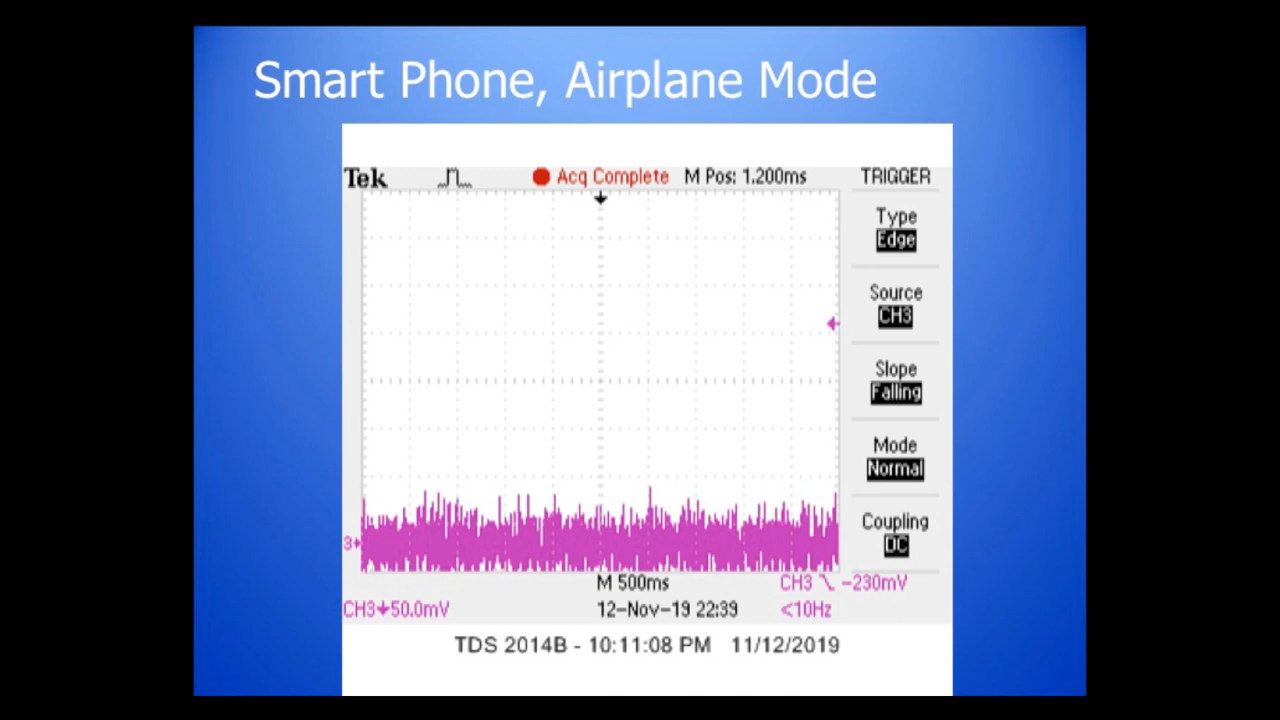 Smart Phone, Airplane Mode
Tek Acq Complete M Pos: 1.200ms TRIGGER
Type
Edge
Source
CH3
Slope
Falling
Mode
Normal
Coupling
DC
3
M 500ms CH3 -230mV
CH3 50.0mV 12-Nov-19 22:39 <10Hz
TDS 2014B - 10:11:08 PM 11/12/2019